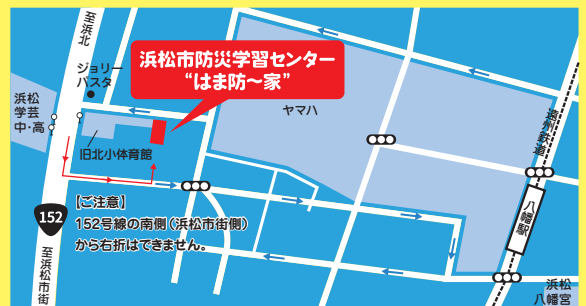 至浜北
ジョリー
パスタ
浜松市防災学習センター
“はま防～家”
浜松
学芸
中・高
ヤマハ
旧北小体育館
遠州鉄道
【ご注意】
152号線の南側（浜松市街側）
から右折はできません。
152
八幡駅
至浜松市街
浜松
八幡宮